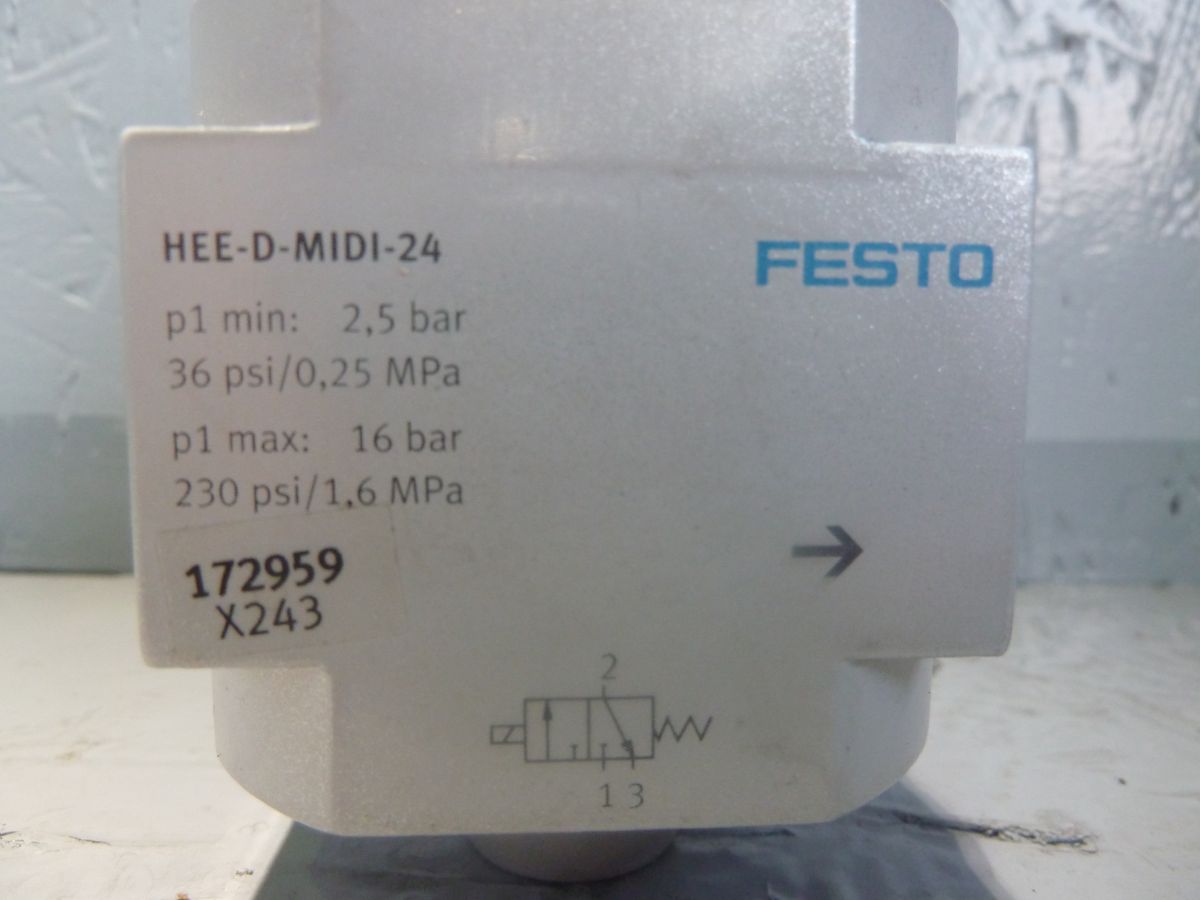 HEE-D-MIDI-24
FESTO
p1 min: 2,5 bar
36 psi/0,25 MPa
p1 max: 16 bar
230 psi/1,6 MPa
172959
X243
2
1 3